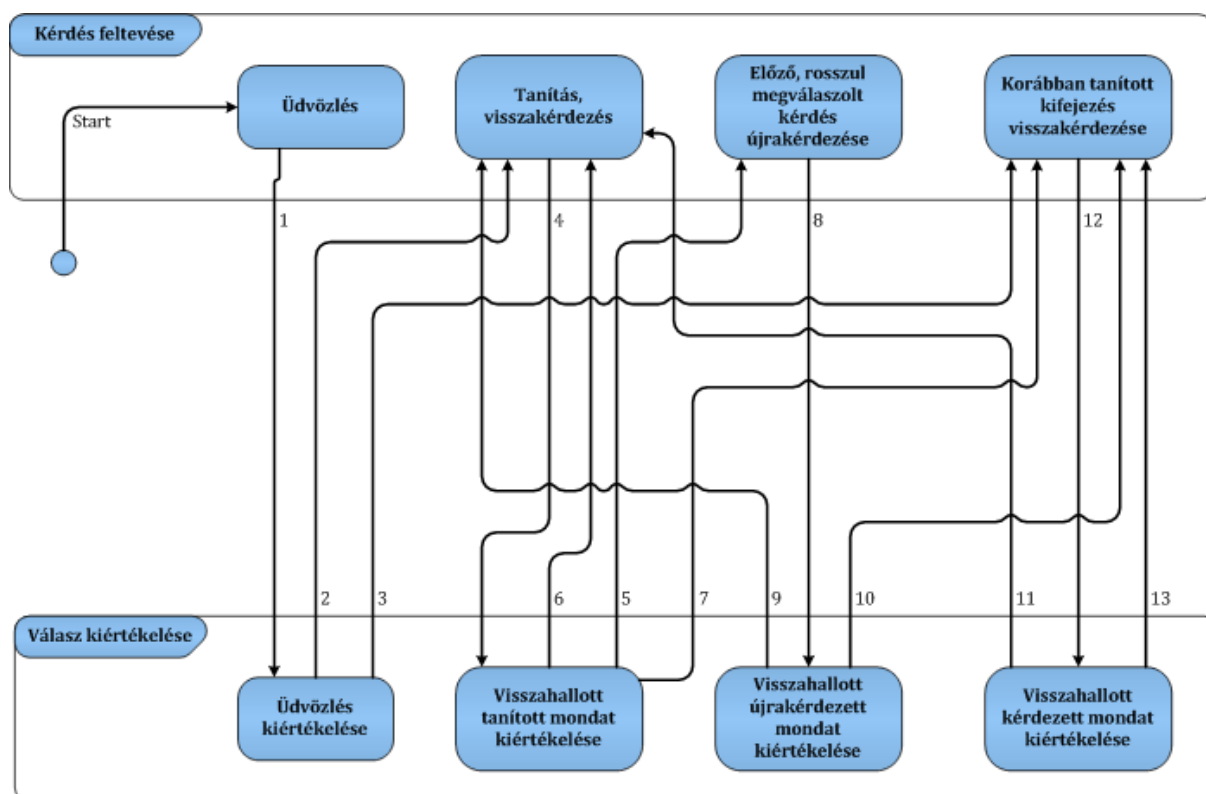 Kérdés feltevése
Üdvözlés
Tanítás,
visszakérdezés
Előző, rosszul
megválaszolt
kérdés
újrakérdezése
Korábban tanított
kifejezés
visszakérdezése
Start
1
4
8
12
2
3
6
5
7
9
10
11
13
Válasz kiértékelése
Üdvözlés
kiértékelése
Visszahallott
tanított mondat
kiértékelése
Visszahallott
újrakérdezett
mondat
kiértékelése
Visszahallott
kérdezett mondat
kiértékelése